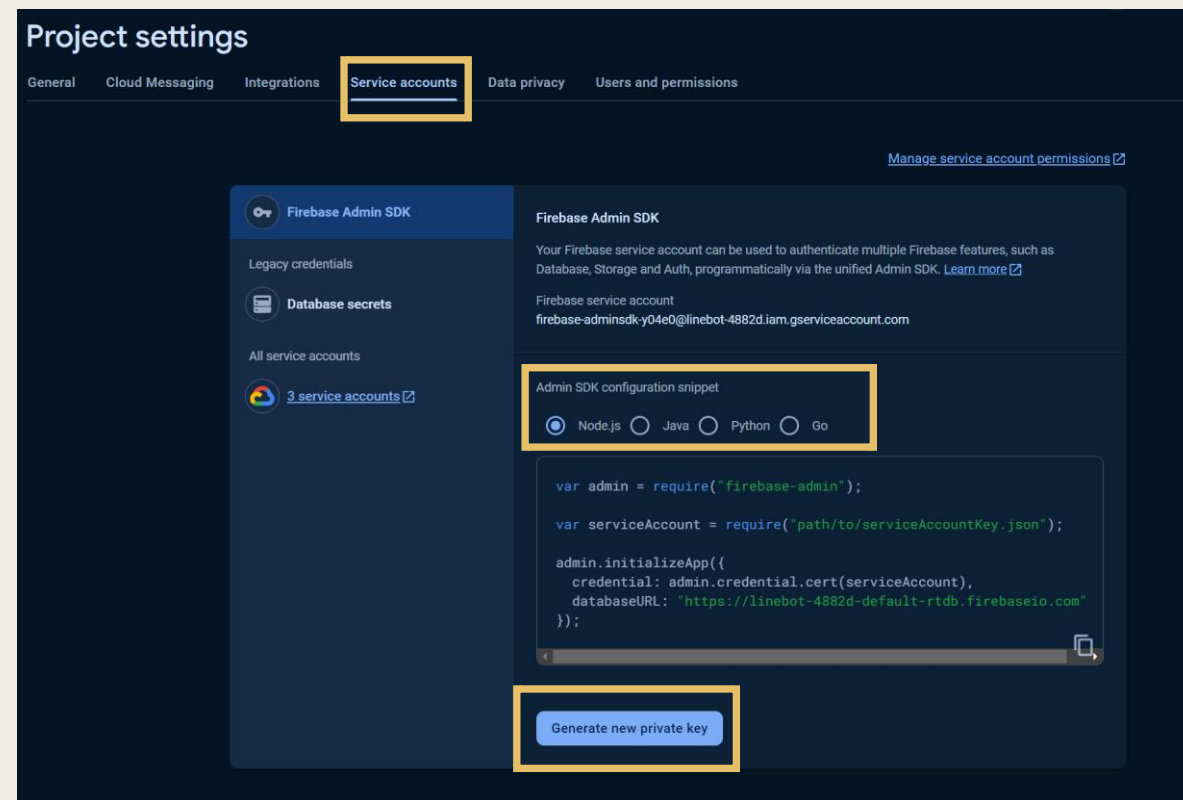 Project settings
General Cloud Messaging Integrations Service accounts Data privacy Users and permissions
Manage service account permissions
Firebase Admin SDK
Legacy credentials
Database secrets
All service accounts
3 service accounts
Firebase Admin SDK
Your Firebase service account can be used to authenticate multiple Firebase features, such as
Database, Storage and Auth, programmatically via the unified Admin SDK. Learn more
Firebase service account
firebase-adminsdk-y04e0@linebot-4882d.iam.gserviceaccount.com
Admin SDK configuration snippet
Node.js Java Python Go
var admin = require("firebase-admin");
var serviceAccount = require("path/to/serviceAccountKey.json");
admin.initializeApp({
  credential: admin.credential.cert(serviceAccount),
  databaseURL: "https://linebot-4882d-default-rtdb.firebaseio.com"
});
Generate new private key